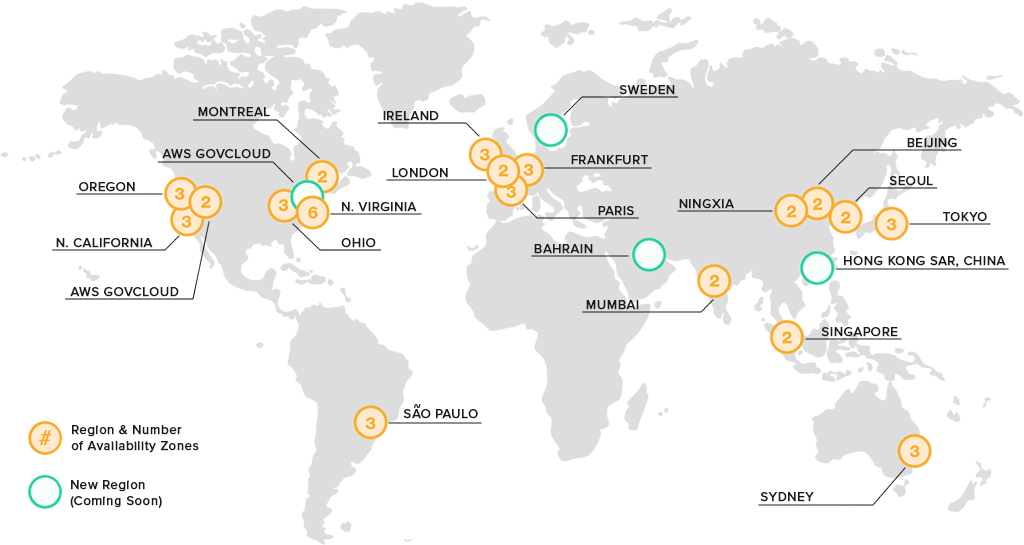 SWEDEN
MONTREAL
IRELAND
AWS GOVCLOUD
BEIJING
FRANKFURT
LONDON
SEOUL
OREGON
3
2
3
2
3
3
2
3
6
3
N. VIRGINIA
PARIS
NINGXIA
2
2
2
3
TOKYO
N. CALIFORNIA
OHIO
BAHRAIN
HONG KONG SAR, CHINA
AWS GOVCLOUD
2
MUMBAI
2
SINGAPORE
3
SÃO PAULO
#
Region & Number
of Availability Zones
3
New Region
(Coming Soon)
SYDNEY